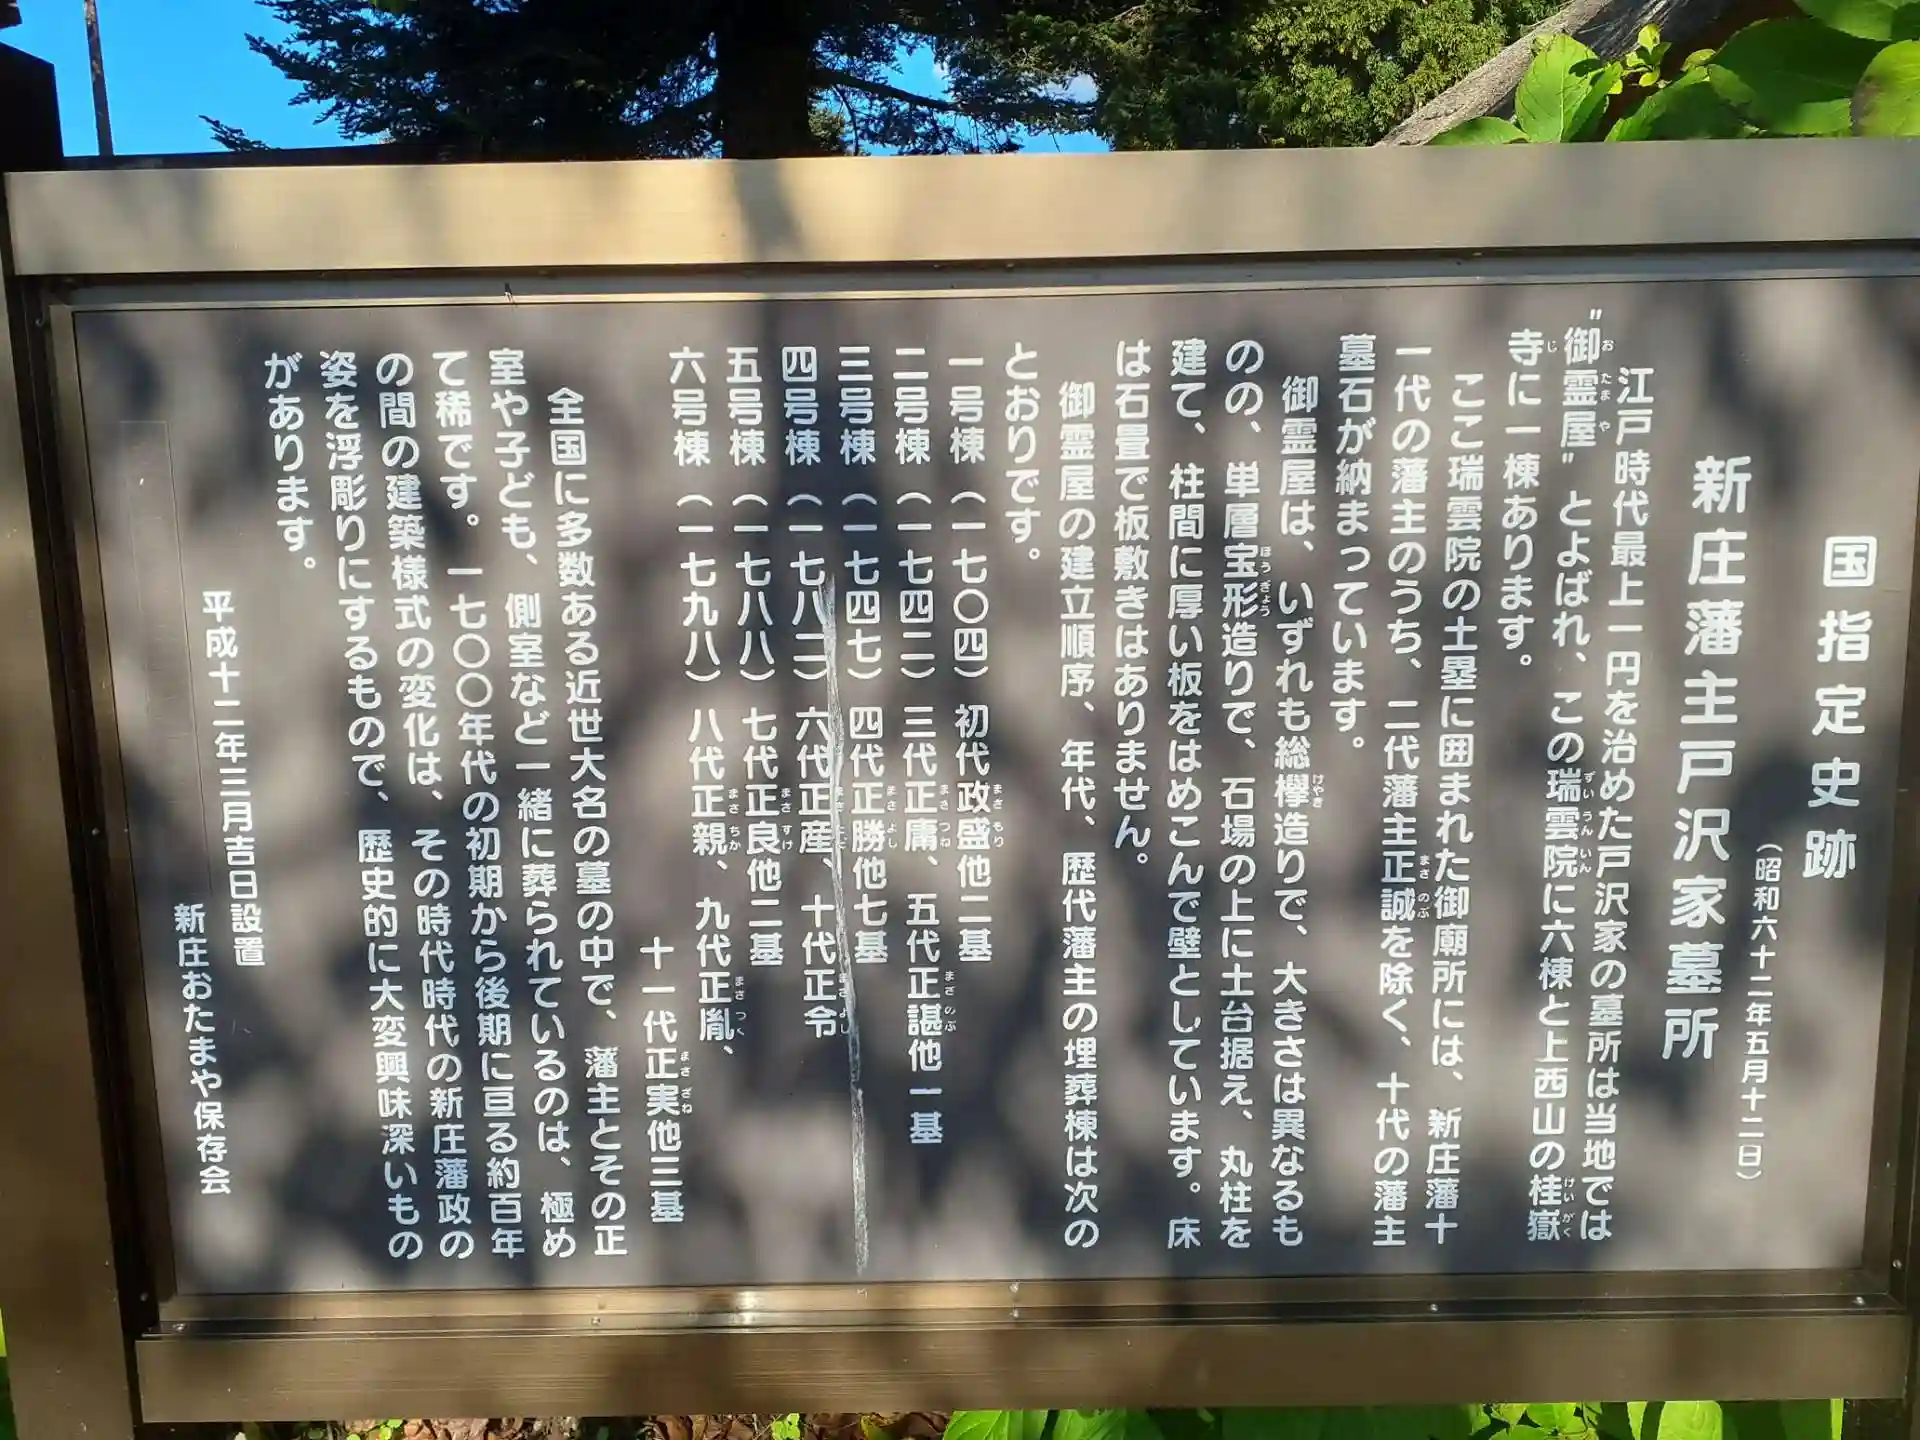 国指定史跡
（昭和六十二年五月十二日）
新庄藩主戸沢家墓所
江戸時代最上一円を治めた戸沢家の墓所は当地では
"御霊屋"とよばれ、この瑞雲院に六棟と上西山の桂嶽
寺に一棟あります。
ここ瑞雲院の土塁に囲まれた御廟所には、新庄藩十
一代の藩主のうち、二代藩主正誠を除く、十代の藩主
墓石が納まっています。
御霊屋は、いずれも総欅造りで、大きさは異なるも
のの、単層宝形造りで、石場の上に土台据え、丸柱を
建て、柱間に厚い板をはめこんで壁としています。床
は石畳で板敷きはありません。
御霊屋の建立順序、年代、歴代藩主の埋葬棟は次の
とおりです。
一号棟（一七〇四）初代政盛他二基
二号棟（一七四二）三代正庸、五代正諶他一基
三号棟（一七四七）四代正勝他七基
四号棟（一七八二）六代正産、十代正令
五号棟（一七八八）七代正良他二基
六号棟（一七九八）八代正親、九代正胤、
十一代正実他三基
全国に多数ある近世大名の墓の中で、藩主とその正
室や子ども、側室など一緒に葬られているのは、極め
て稀です。一七〇〇年代の初期から後期に亘る約百年
の間の建築様式の変化は、その時代時代の新庄藩政の
姿を浮彫りにするもので、歴史的に大変興味深いもの
があります。
平成十二年三月吉日設置
新庄おたまや保存会